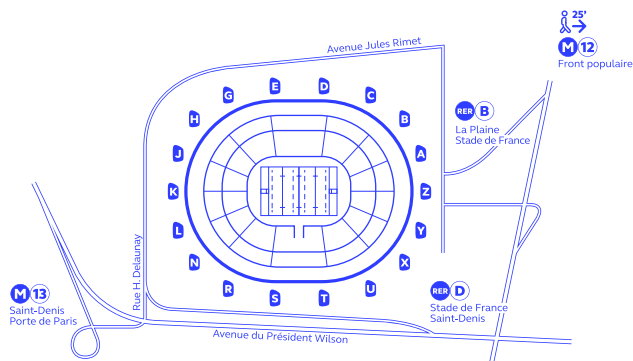 25'
M 12
Front populaire
Avenue Jules Rimet
E
D
G
C
H
B
RER B
La Plaine
Stade de France
J
A
K
Z
L
Y
N
X
R
U
S
T
Rue H. Delaunay
M 13
Saint-Denis
Porte de Paris
RER D
Stade de France
Saint-Denis
Avenue du Président Wilson